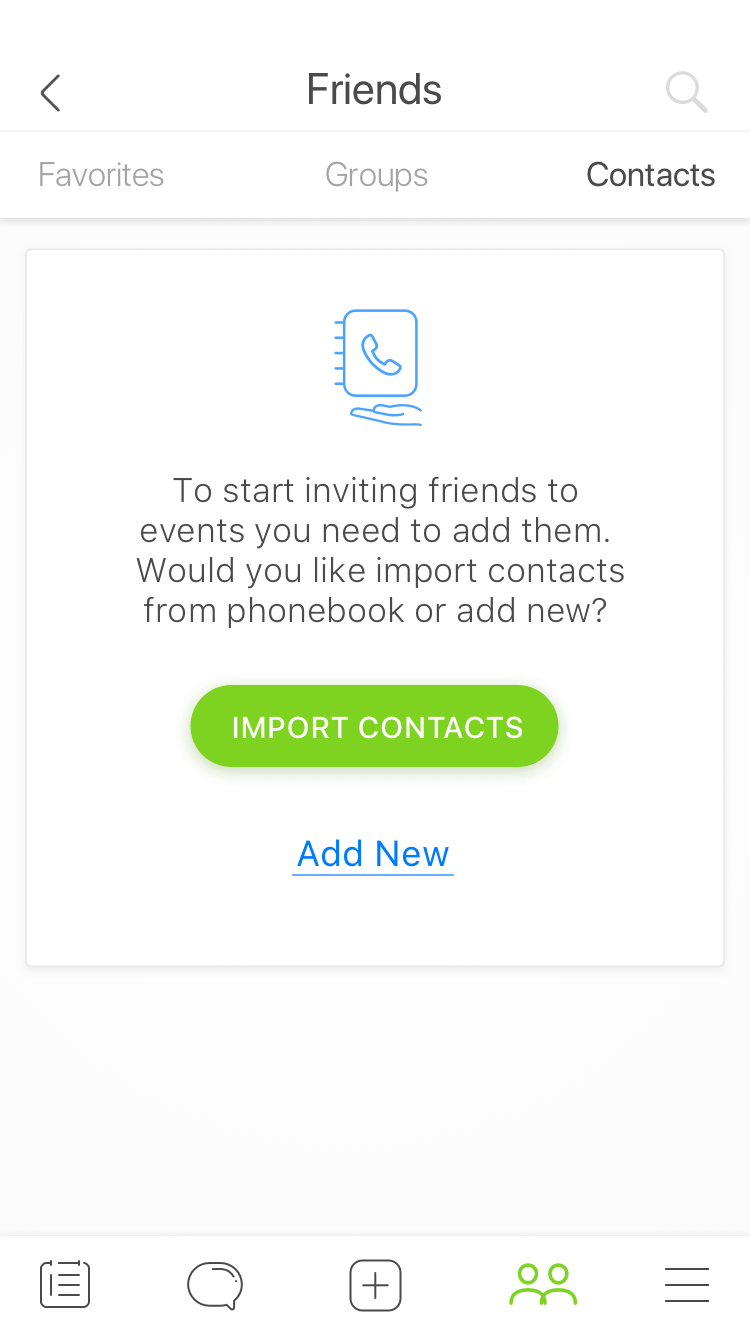 Friends
Favorites Groups Contacts
To start inviting friends to
events you need to add them.
Would you like import contacts
from phonebook or add new?
IMPORT CONTACTS
Add New